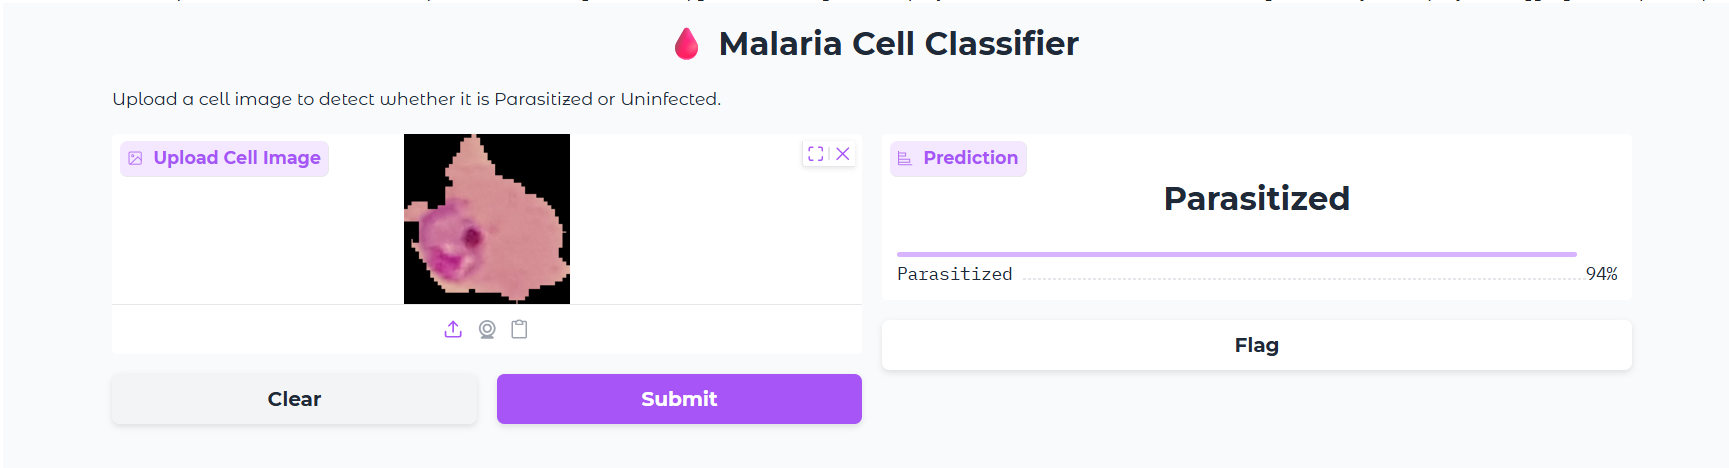 Malaria Cell Classifier
Upload a cell image to detect whether it is Parasitized or Uninfected.
Upload Cell Image
Prediction
Parasitized
Parasitized 94%
Flag
Clear
Submit